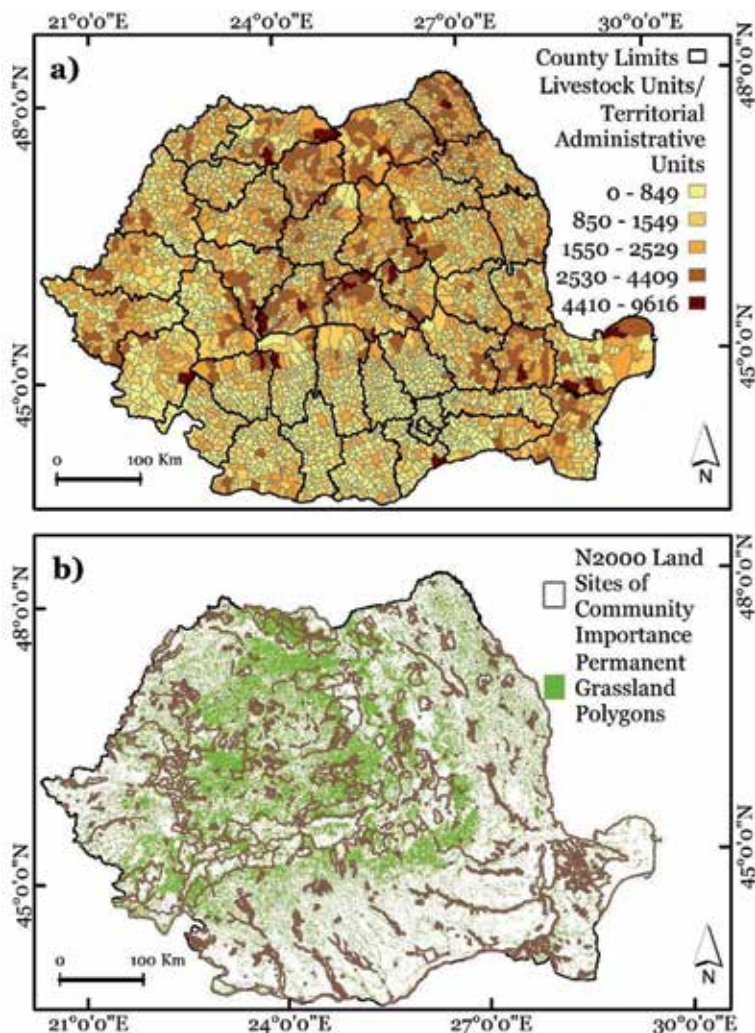 21°0'0"E 24°0'0"E 27°0'0"E 30°0'0"E
a)
County Limits
Livestock Units/
Territorial
Administrative
Units
0 - 849
850 - 1549
1550 - 2529
2530 - 4409
4410 - 9616
48°0'0"N
45°0'0"N
48°0'0"N
45°0'0"N
0 100 Km
N
b)
N2000 Land
Sites of
Community
Importance
Permanent
Grassland
Polygons
48°0'0"N
45°0'0"N
48°0'0"N
45°0'0"N
0 100 Km
N
21°0'0"E 24°0'0"E 27°0'0"E 30°0'0"E